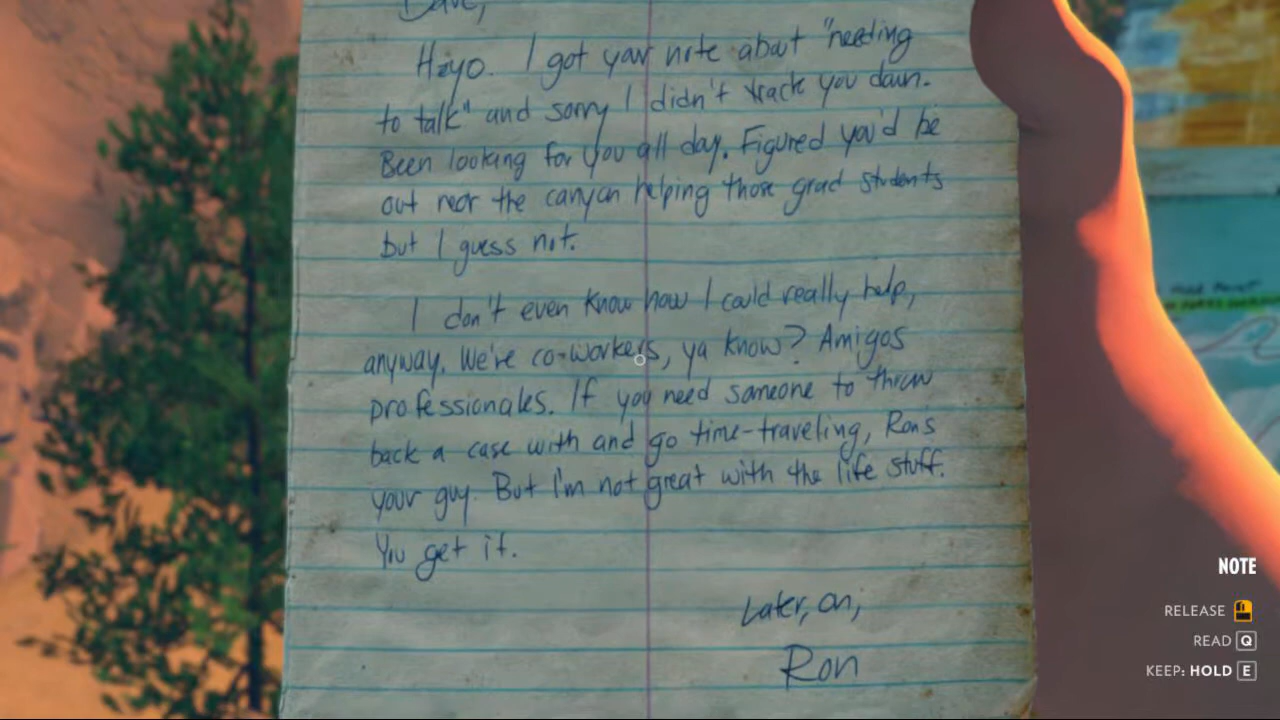 Dave,
Heyo. I got your note about "needing
to talk" and sorry I didn't track you down.
Been looking for you all day. Figured you'd be
out near the canyon helping those grad students
but I guess not.
I don't even know how I could really help,
anyway. We're co-workers, ya know? Amigos
professionales. If you need someone to throw
back a case with and go time-traveling, Ron's
your guy. But I'm not great with the life stuff.
You get it.
Later, on,
Ron
NOTE
RELEASE
READ Q
KEEP: HOLD E